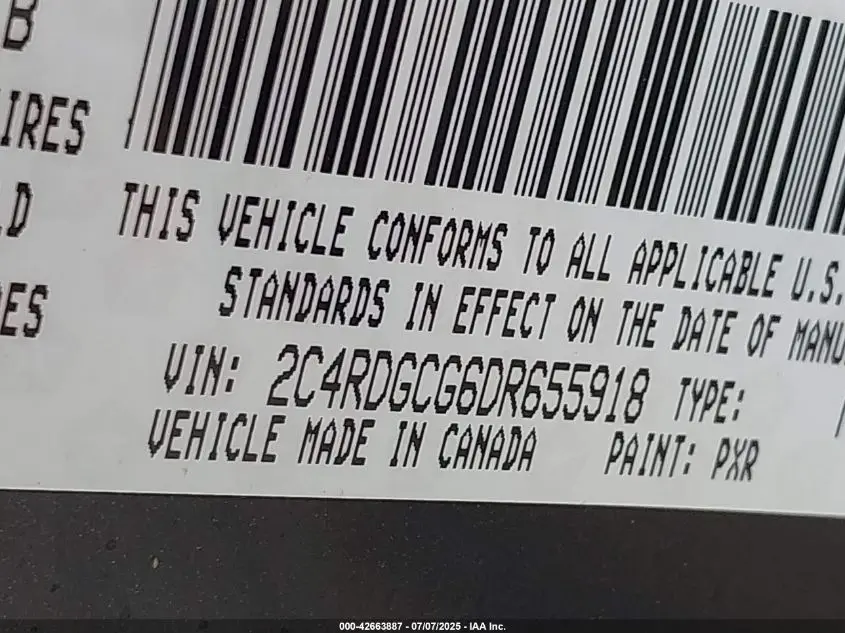 B
IRES
LD
ES
THIS VEHICLE CONFORMS TO ALL APPLICABLE U.S.
STANDARDS IN EFFECT ON THE DATE OF MANU
VIN: 2C4RDGCG6DR655918 TYPE:
VEHICLE MADE IN CANADA PAINT: PXR
000-42663887 - 07/07/2025 - IAA Inc.